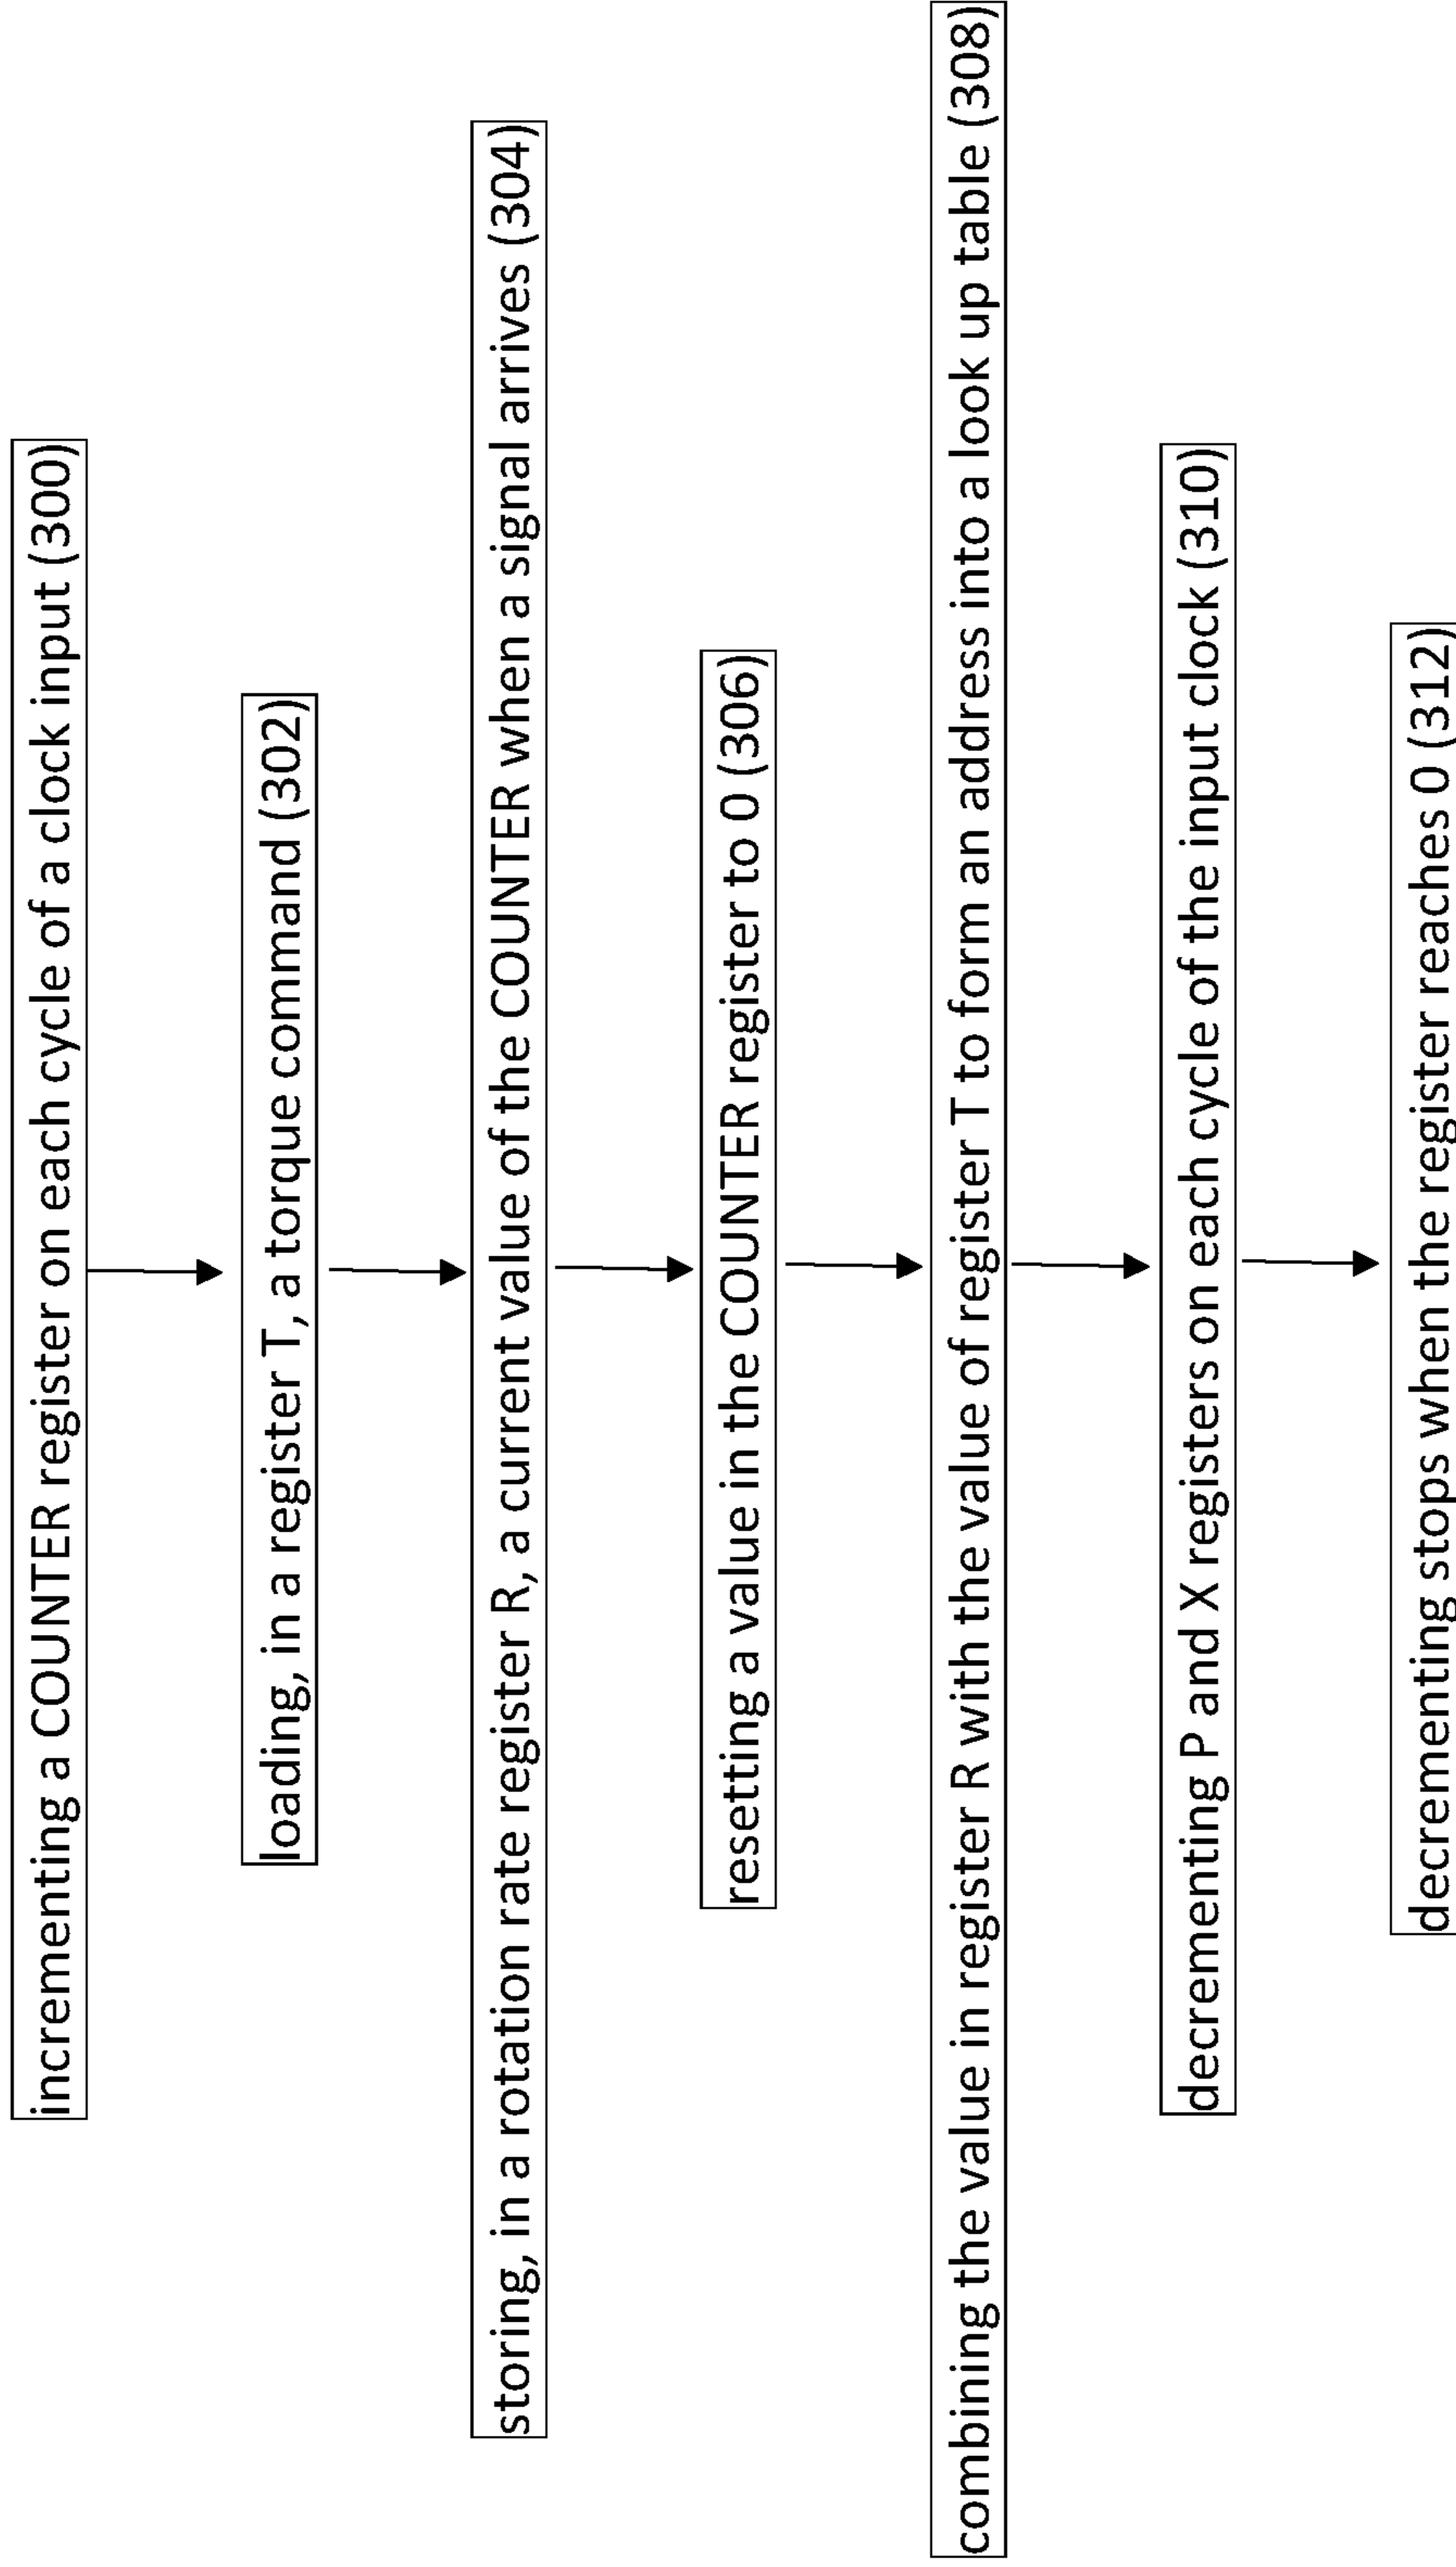 incrementing a COUNTER register on each cycle of a clock input (300)
loading, in a register T, a torque command (302)
storing, in a rotation rate register R, a current value of the COUNTER when a signal arrives (304)
resetting a value in the COUNTER register to 0 (306)
combining the value in register R with the value of register T to form an address into a look up table (308)
decrementing P and X registers on each cycle of the input clock (310)
decrementing stops when the register reaches 0 (312)